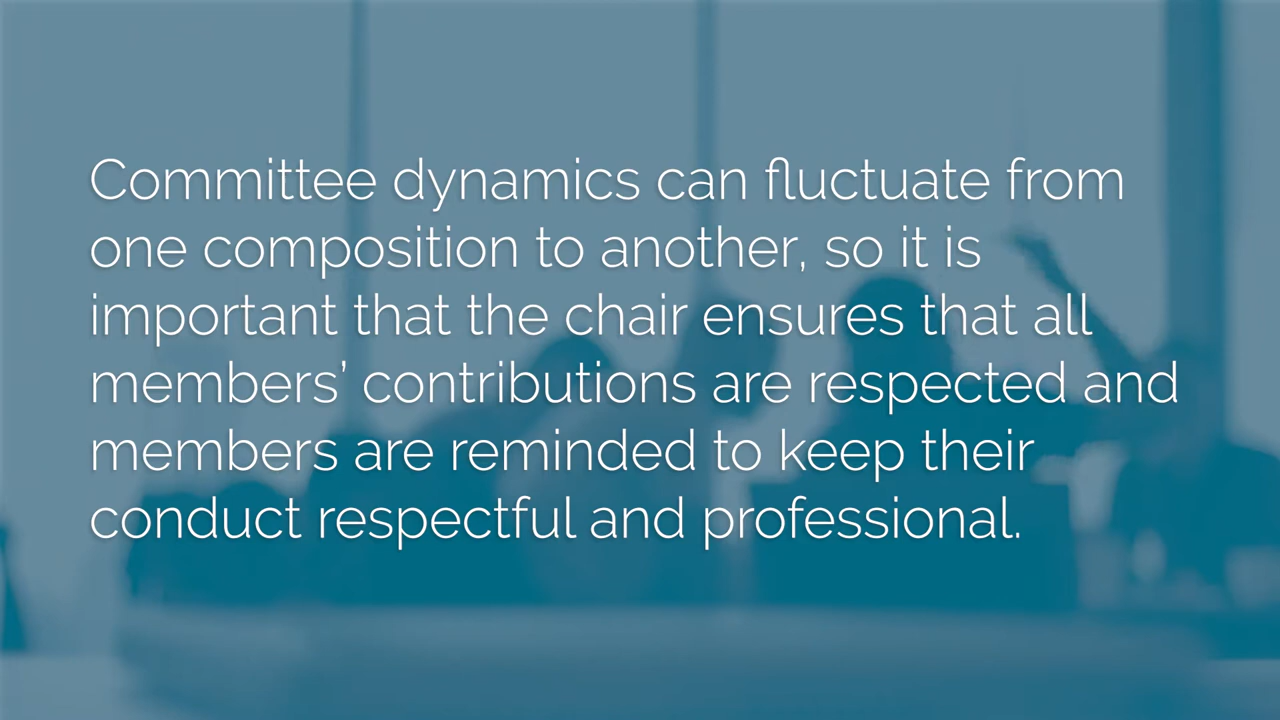 Committee dynamics can fluctuate from
one composition to another, so it is
important that the chair ensures that all
members’ contributions are respected and
members are reminded to keep their
conduct respectful and professional.